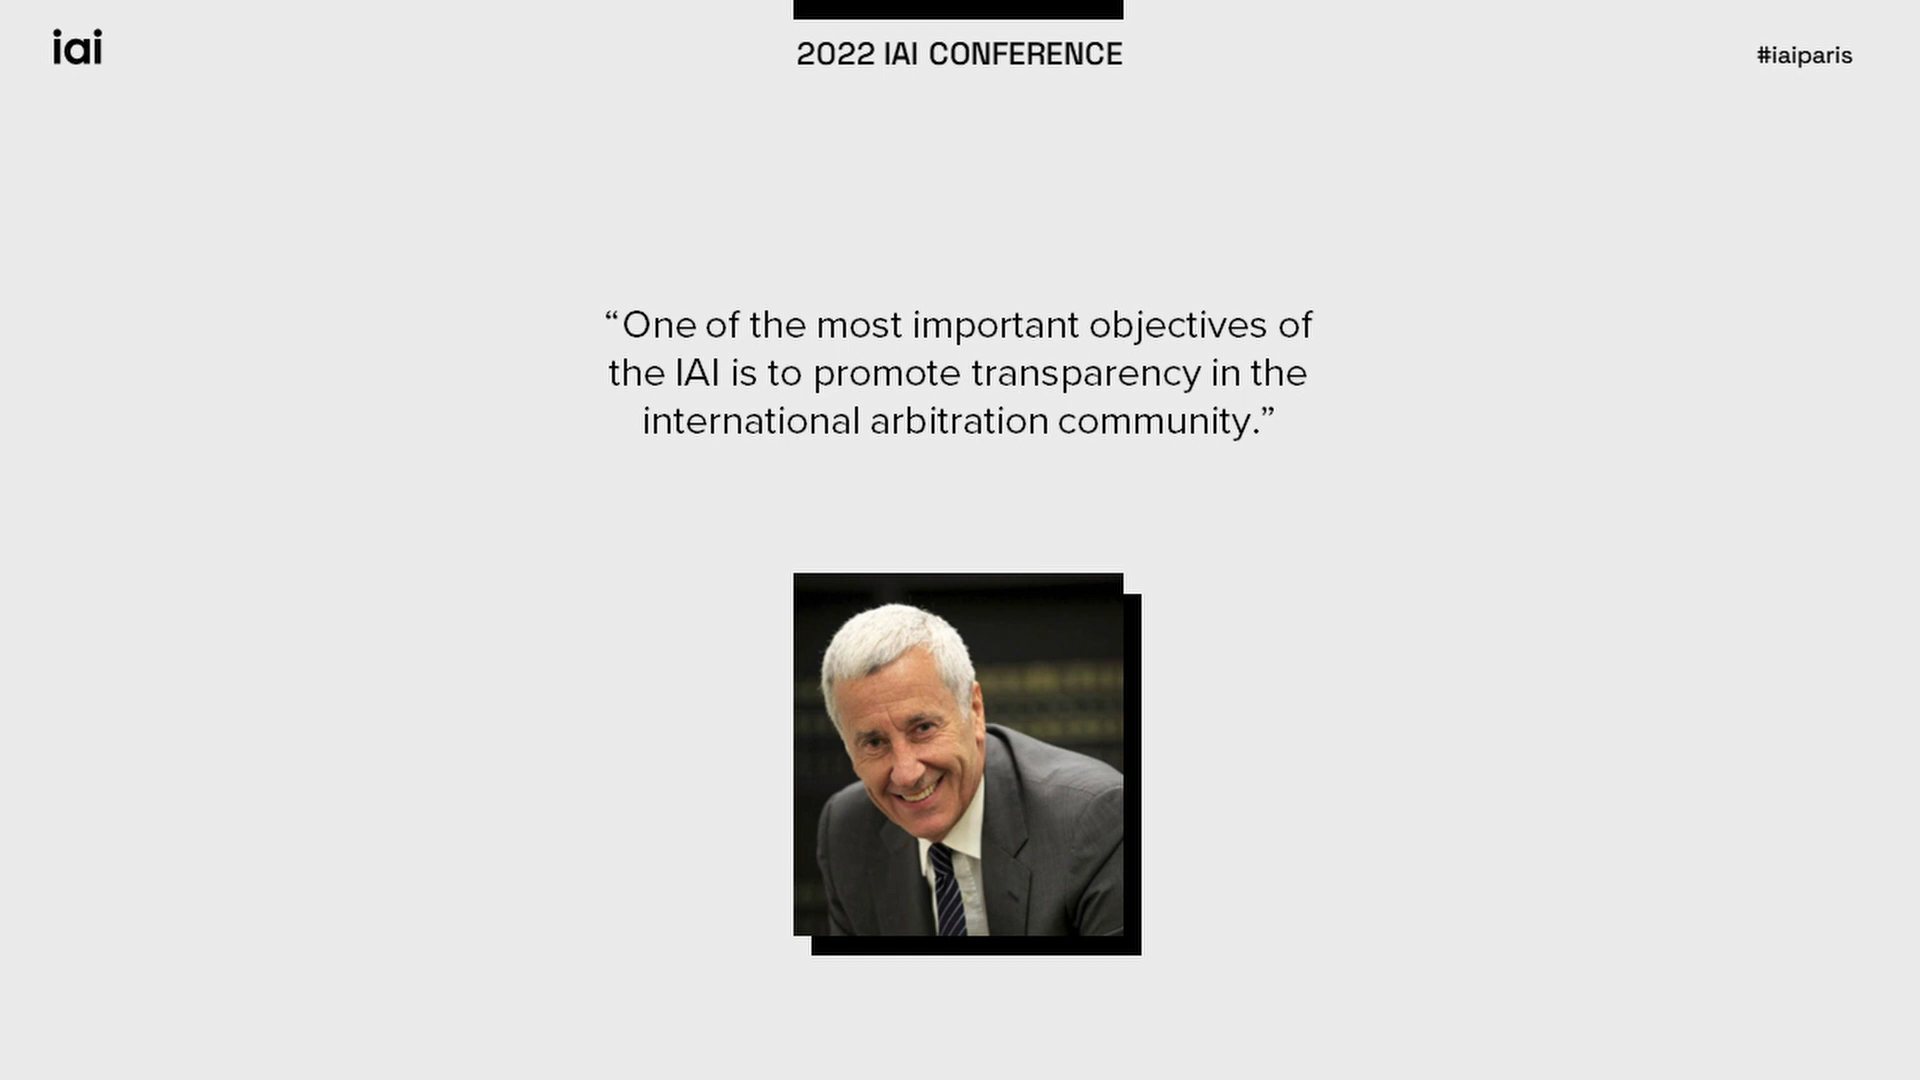 iai
2022 IAI CONFERENCE
#iaiparis
“One of the most important objectives of
the IAI is to promote transparency in the
international arbitration community.”